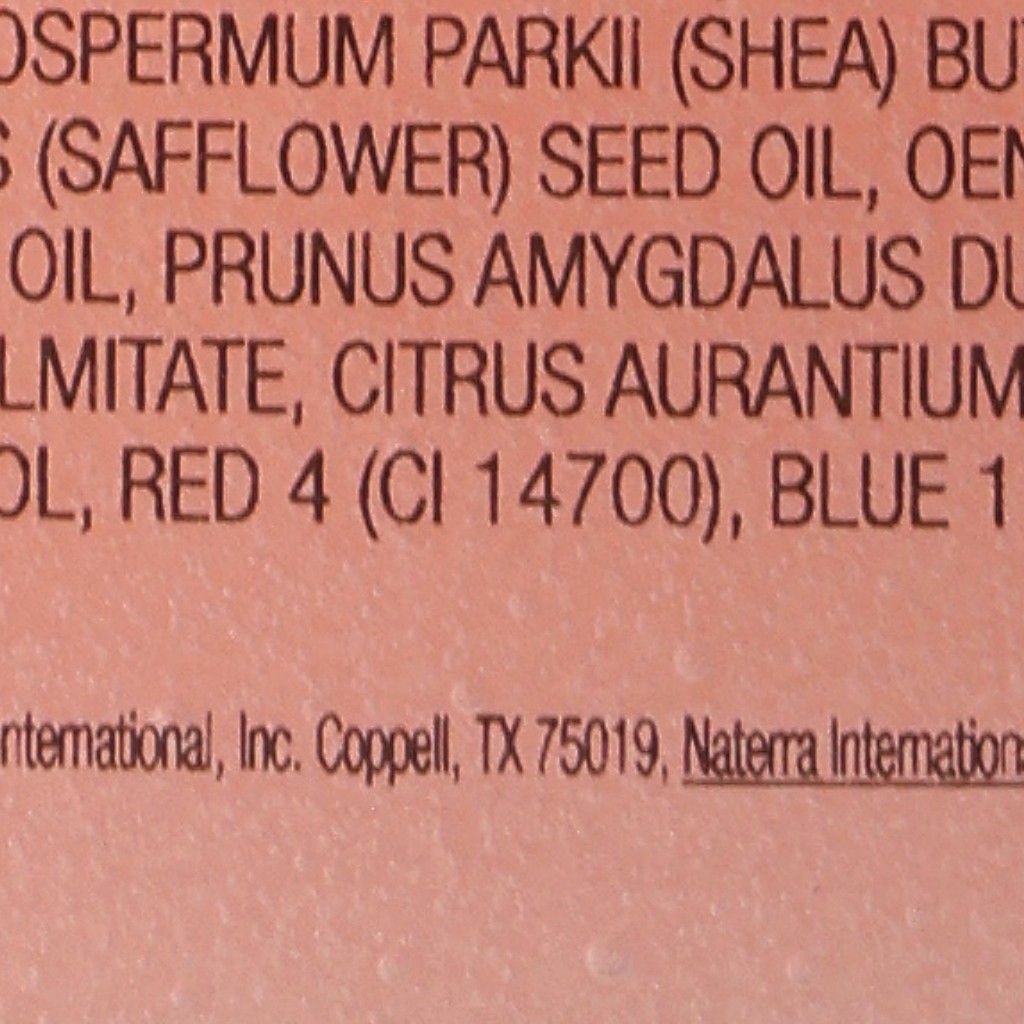 OSPERMUM PARKII (SHEA) BU
S (SAFFLOWER) SEED OIL, OEN
OIL, PRUNUS AMYGDALUS DU
LMITATE, CITRUS AURANTIUM
OL, RED 4 (CI 14700), BLUE 1
nternational, Inc. Coppell, TX 75019, Naterra Internation